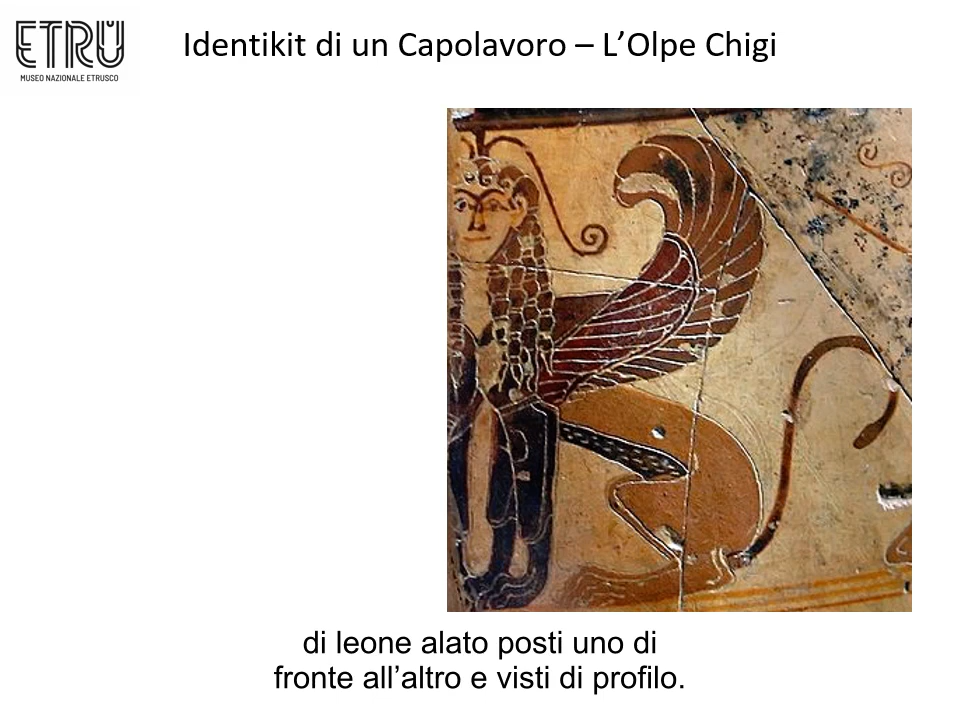 ETRU
MUSEO NAZIONALE ETRUSCO
Identikit di un Capolavoro – L’Olpe Chigi
di leone alato posti uno di
fronte all’altro e visti di profilo.